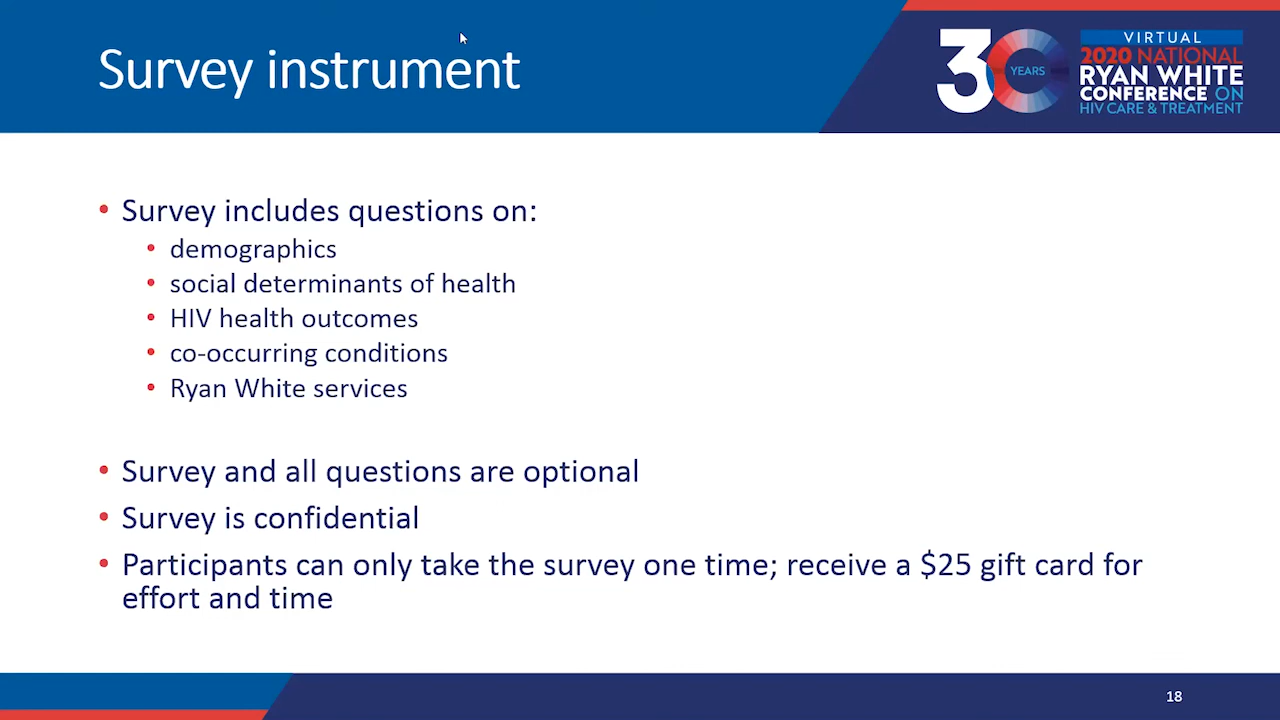 Survey instrument
30
YEARS
VIRTUAL
2020 NATIONAL
RYAN WHITE
CONFERENCE ON
HIV CARE & TREATMENT
• Survey includes questions on:
• demographics
• social determinants of health
• HIV health outcomes
• co-occurring conditions
• Ryan White services
• Survey and all questions are optional
• Survey is confidential
• Participants can only take the survey one time; receive a $25 gift card for
effort and time
18